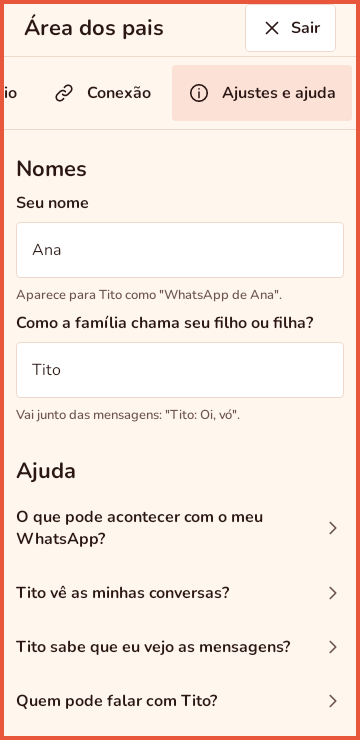 Área dos pais
Sair
io
Conexão
Ajustes e ajuda
Nomes
Seu nome
Ana
Aparece para Tito como "WhatsApp de Ana".
Como a família chama seu filho ou filha?
Tito
Vai junto das mensagens: "Tito: Oi, vó".
Ajuda
O que pode acontecer com o meu
WhatsApp?
Tito vê as minhas conversas?
Tito sabe que eu vejo as mensagens?
Quem pode falar com Tito?